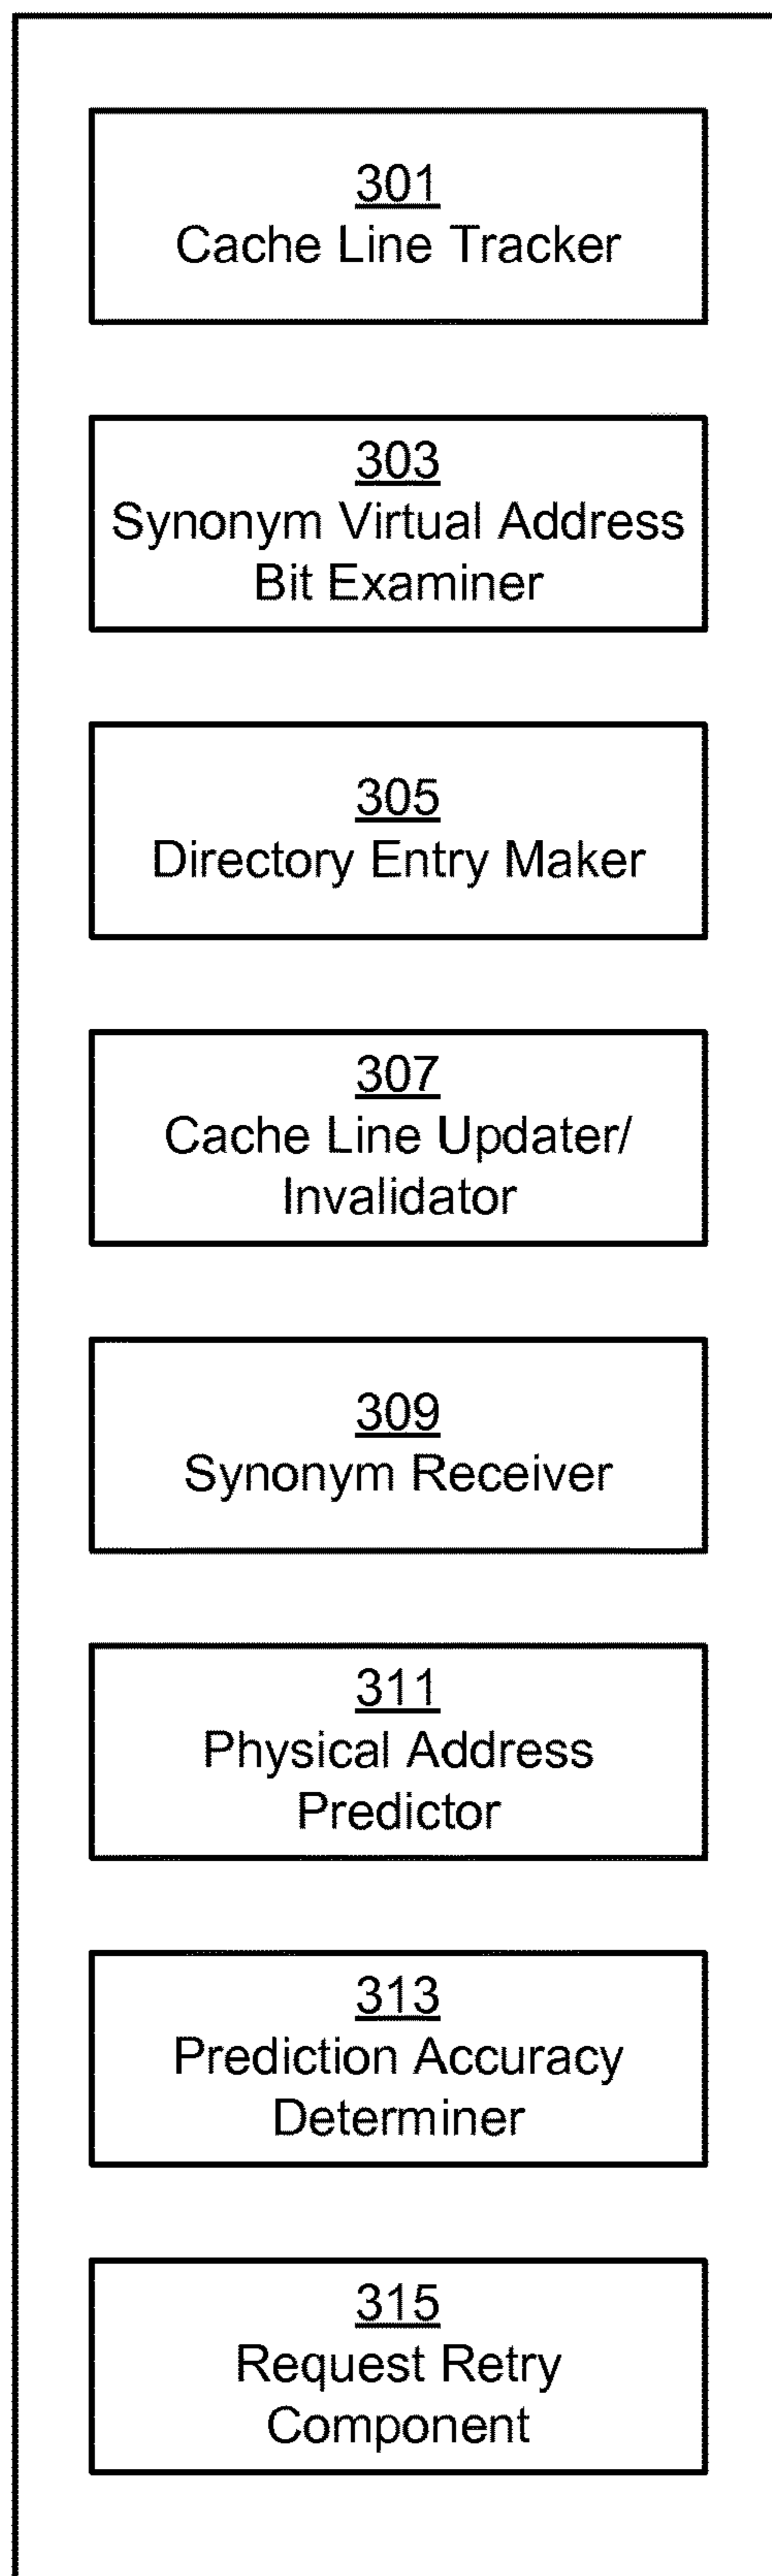 301
Cache Line Tracker
303
Synonym Virtual Address
Bit Examiner
305
Directory Entry Maker
307
Cache Line Updater/
Invalidator
309
Synonym Receiver
311
Physical Address
Predictor
313
Prediction Accuracy
Determiner
315
Request Retry
Component